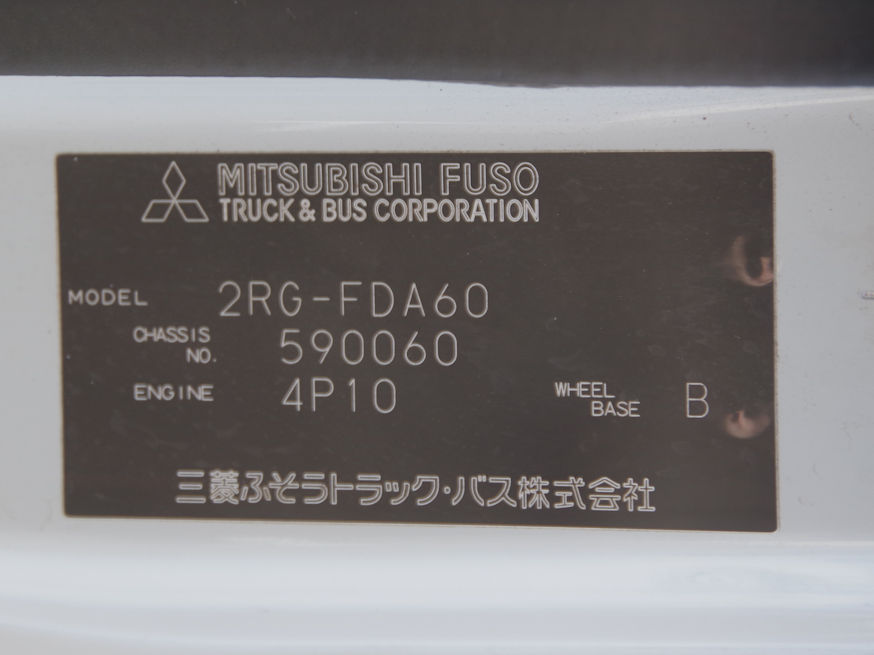 MITSUBISHI FUSO
TRUCK & BUS CORPORATION
MODEL 2RG-FDA60
CHASSIS NO. 590060
ENGINE 4P10 WHEEL BASE B
三菱ふそうトラック・バス株式会社